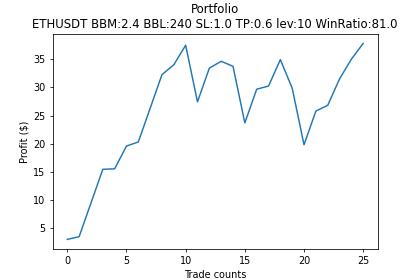 Portfolio
ETHUSDT BBM:2.4 BBL:240 SL:1.0 TP:0.6 lev:10 WinRatio:81.0
35
30
25
20
15
10
5
Profit ($)
0 5 10 15 20 25
Trade counts